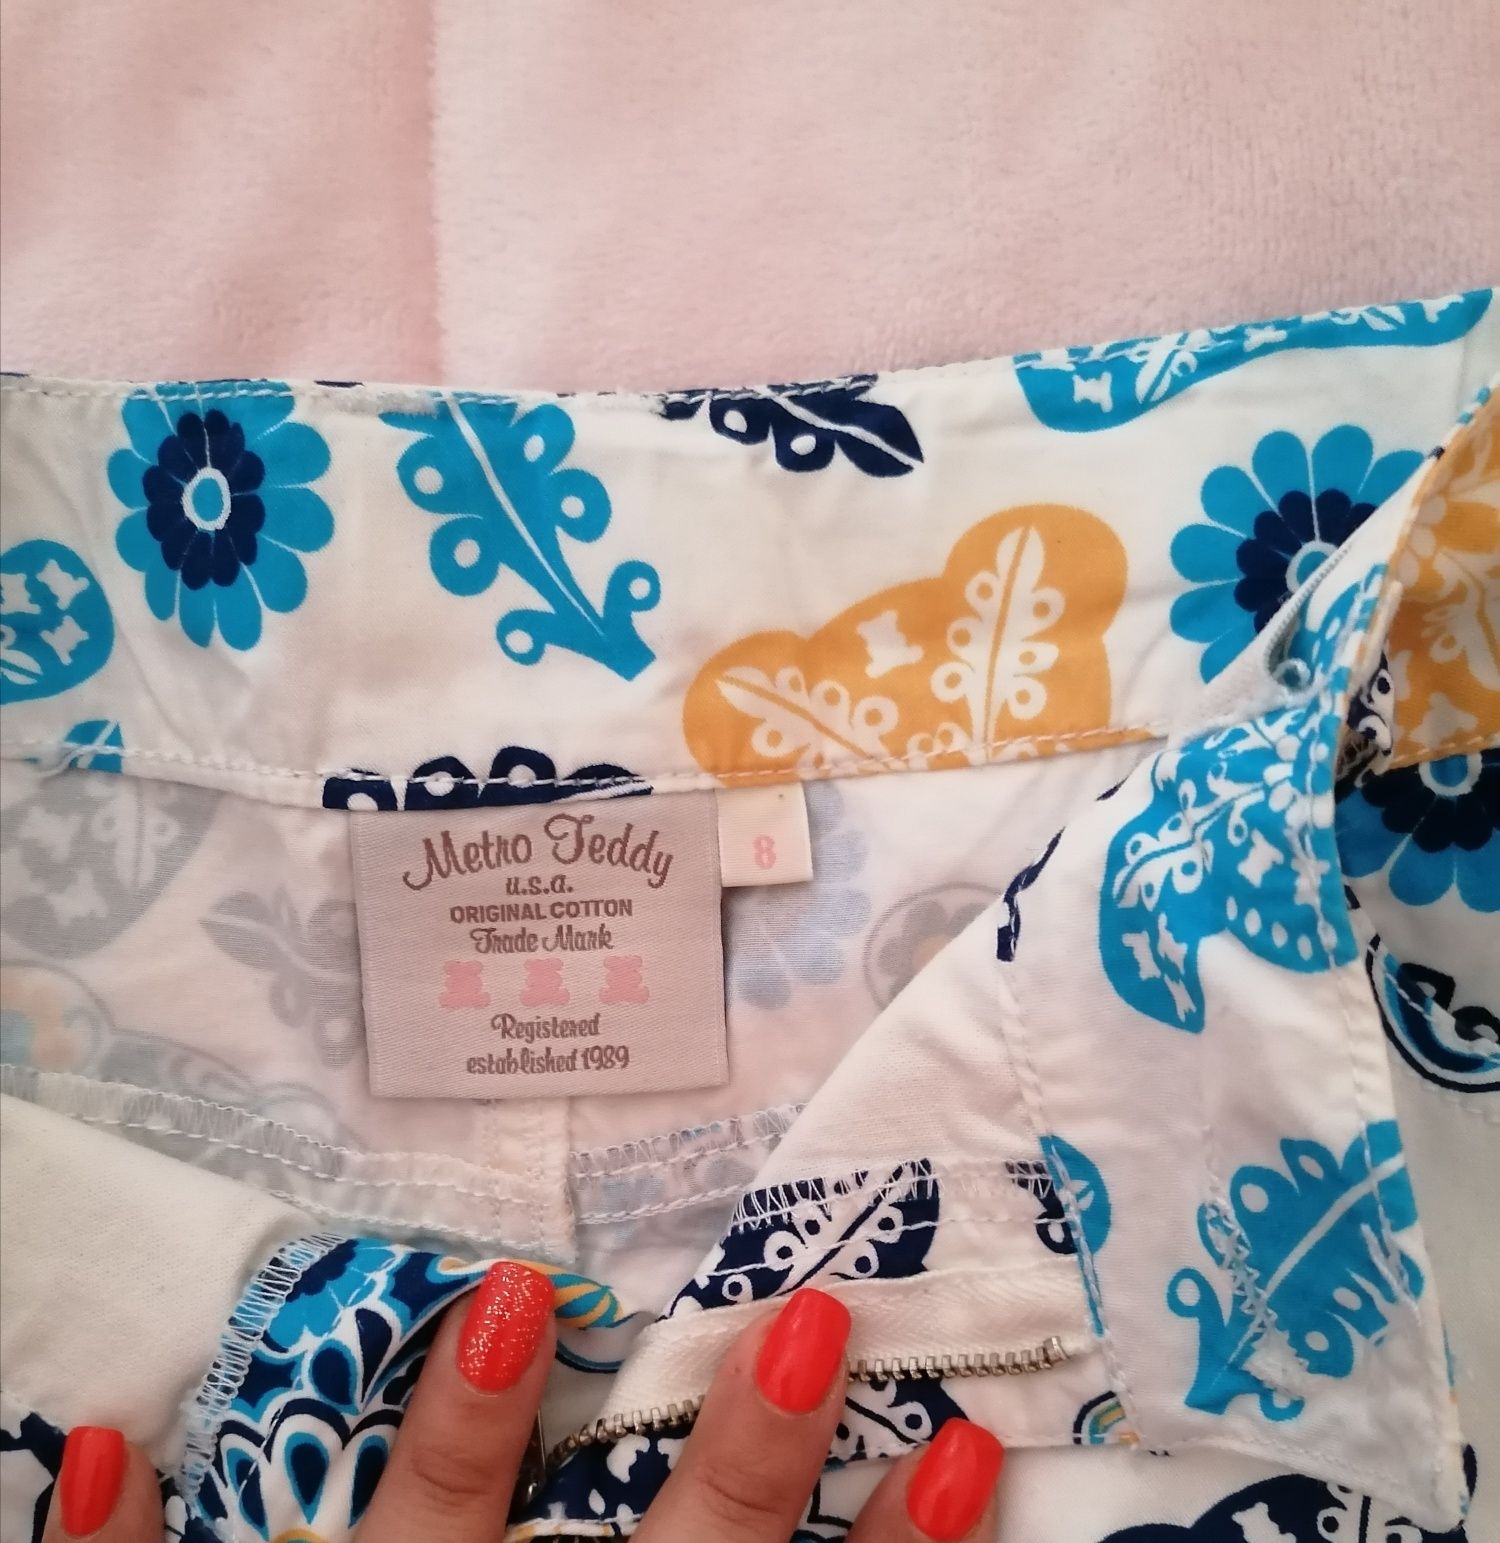 Metro Teddy
u.s.a.
ORIGINAL COTTON
Trade Mark
Registered
established 1989
8